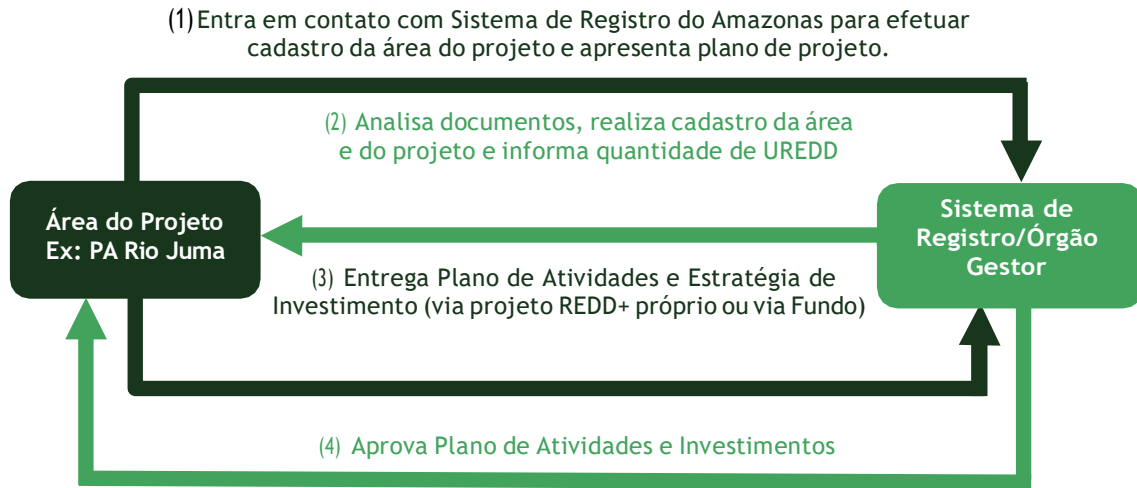 (1) Entra em contato com Sistema de Registro do Amazonas para efetuar
cadastro da área do projeto e apresenta plano de projeto.
(2) Analisa documentos, realiza cadastro da área
e do projeto e informa quantidade de UREDD
Área do Projeto
Ex: PA Rio Juma
Sistema de
Registro/Órgão
Gestor
(3) Entrega Plano de Atividades e Estratégia de
Investimento (via projeto REDD+ próprio ou via Fundo)
(4) Aprova Plano de Atividades e Investimentos